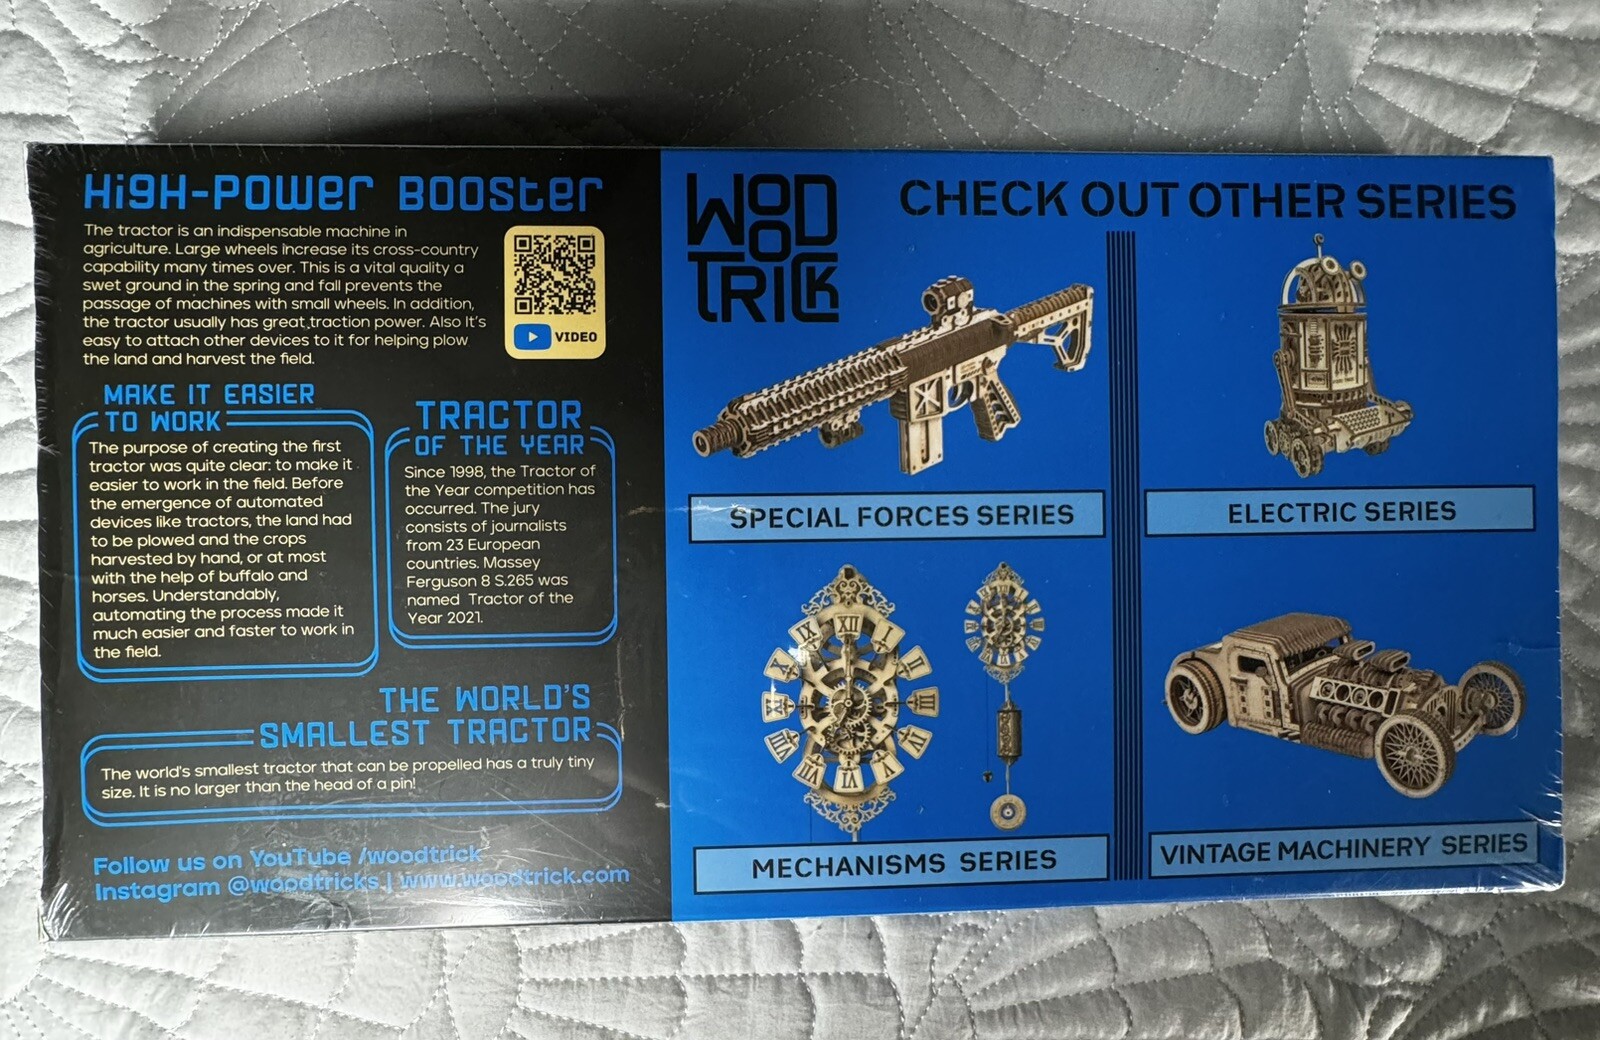 HiGH-POWer BOOSter
The tractor is an indispensable machine in
agriculture. Large wheels increase its cross-country
capability many times over. This is a vital quality a
swet ground in the spring and fall prevents the
passage of machines with small wheels. In addition,
the tractor usually has great traction power. Also It's
easy to attach other devices to it for helping plow
the land and harvest the field.
VIDEO
MAKE IT EASIER
TO WORK
The purpose of creating the first
tractor was quite clear: to make it
easier to work in the field. Before
the emergence of automated
devices like tractors, the land had
to be plowed and the crops
harvested by hand, or at most
with the help of buffalo and
horses. Understandably,
automating the process made it
much easier and faster to work in
the field.
TRACTOR
OF THE YEAR
Since 1998, the Tractor of
the Year competition has
occurred. The jury
consists of journalists
from 23 European
countries. Massey
Ferguson 8 S.265 was
named Tractor of the
Year 2021.
THE WORLD'S
SMALLEST TRACTOR
The world's smallest tractor that can be propelled has a truly tiny
size. It is no larger than the head of a pin!
Follow us on YouTube /woodtrick
Instagram @woodtricks | www.woodtrick.com
WOOD
TRICK
CHECK OUT OTHER SERIES
SPECIAL FORCES SERIES
ELECTRIC SERIES
XII
I
II
III
IV
V
VI
VII
VIII
IX
X
XI
MECHANISMS SERIES
VINTAGE MACHINERY SERIES